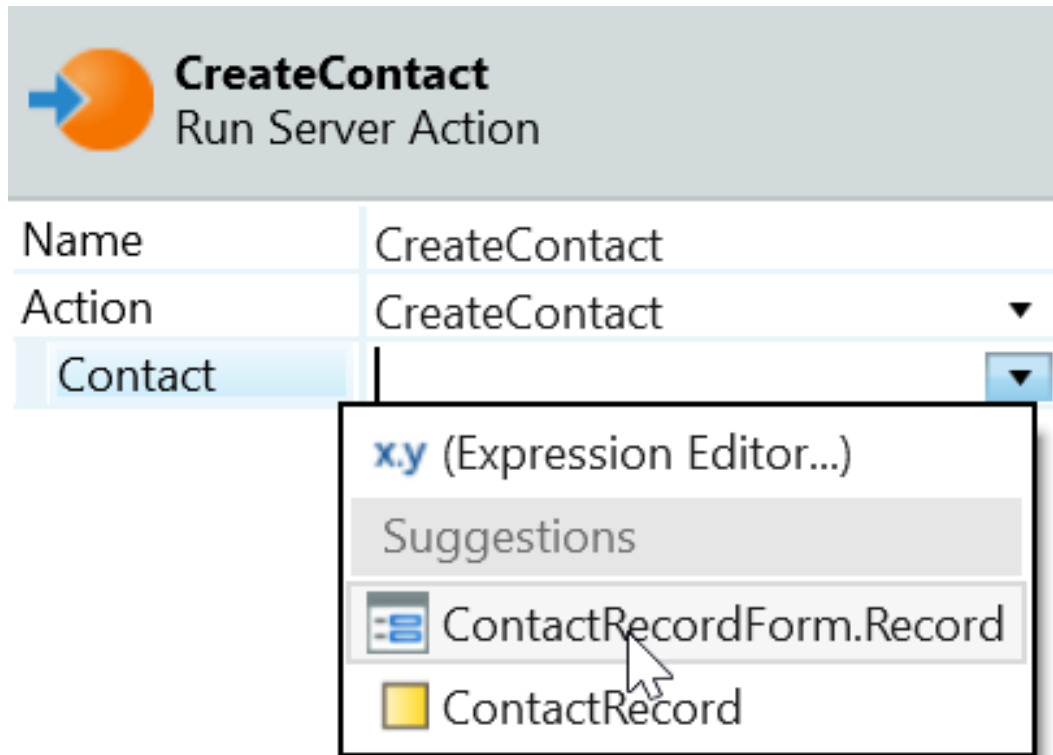 CreateContact
Run Server Action
Name CreateContact
Action CreateContact
Contact
x.y (Expression Editor...)
Suggestions
ContactRecordForm.Record
ContactRecord